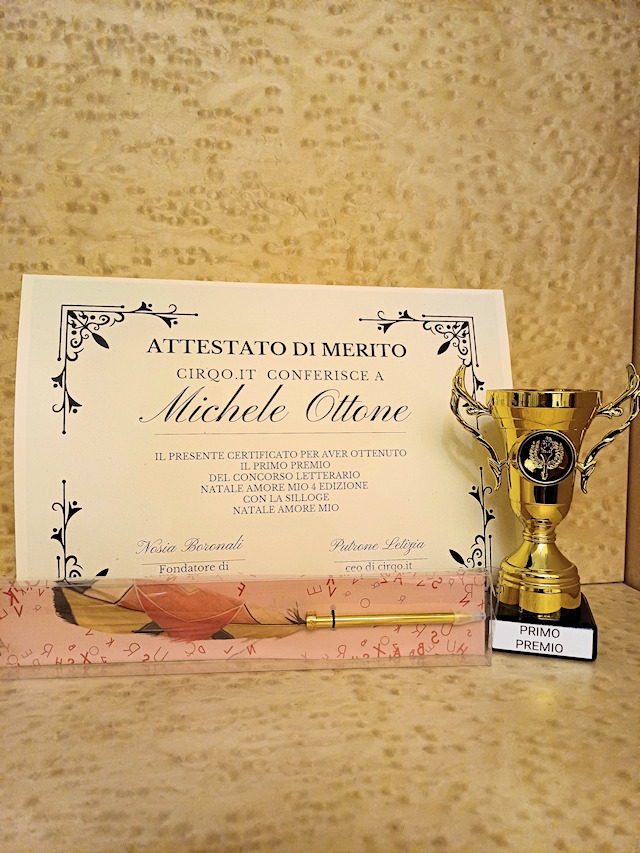 ATTESTATO DI MERITO
CIRQO.IT CONFERISCE A
Michele Ottone
IL PRESENTE CERTIFICATO PER AVER OTTENUTO
IL PRIMO PREMIO
DEL CONCORSO LETTERARIO
NATALE AMORE MIO 4 EDIZIONE
CON LA SILLOGE
NATALE AMORE MIO
Nosia Boronali
Putrone Letizia
Fondatore di
ceo di cirqo.it
PRIMO
PREMIO